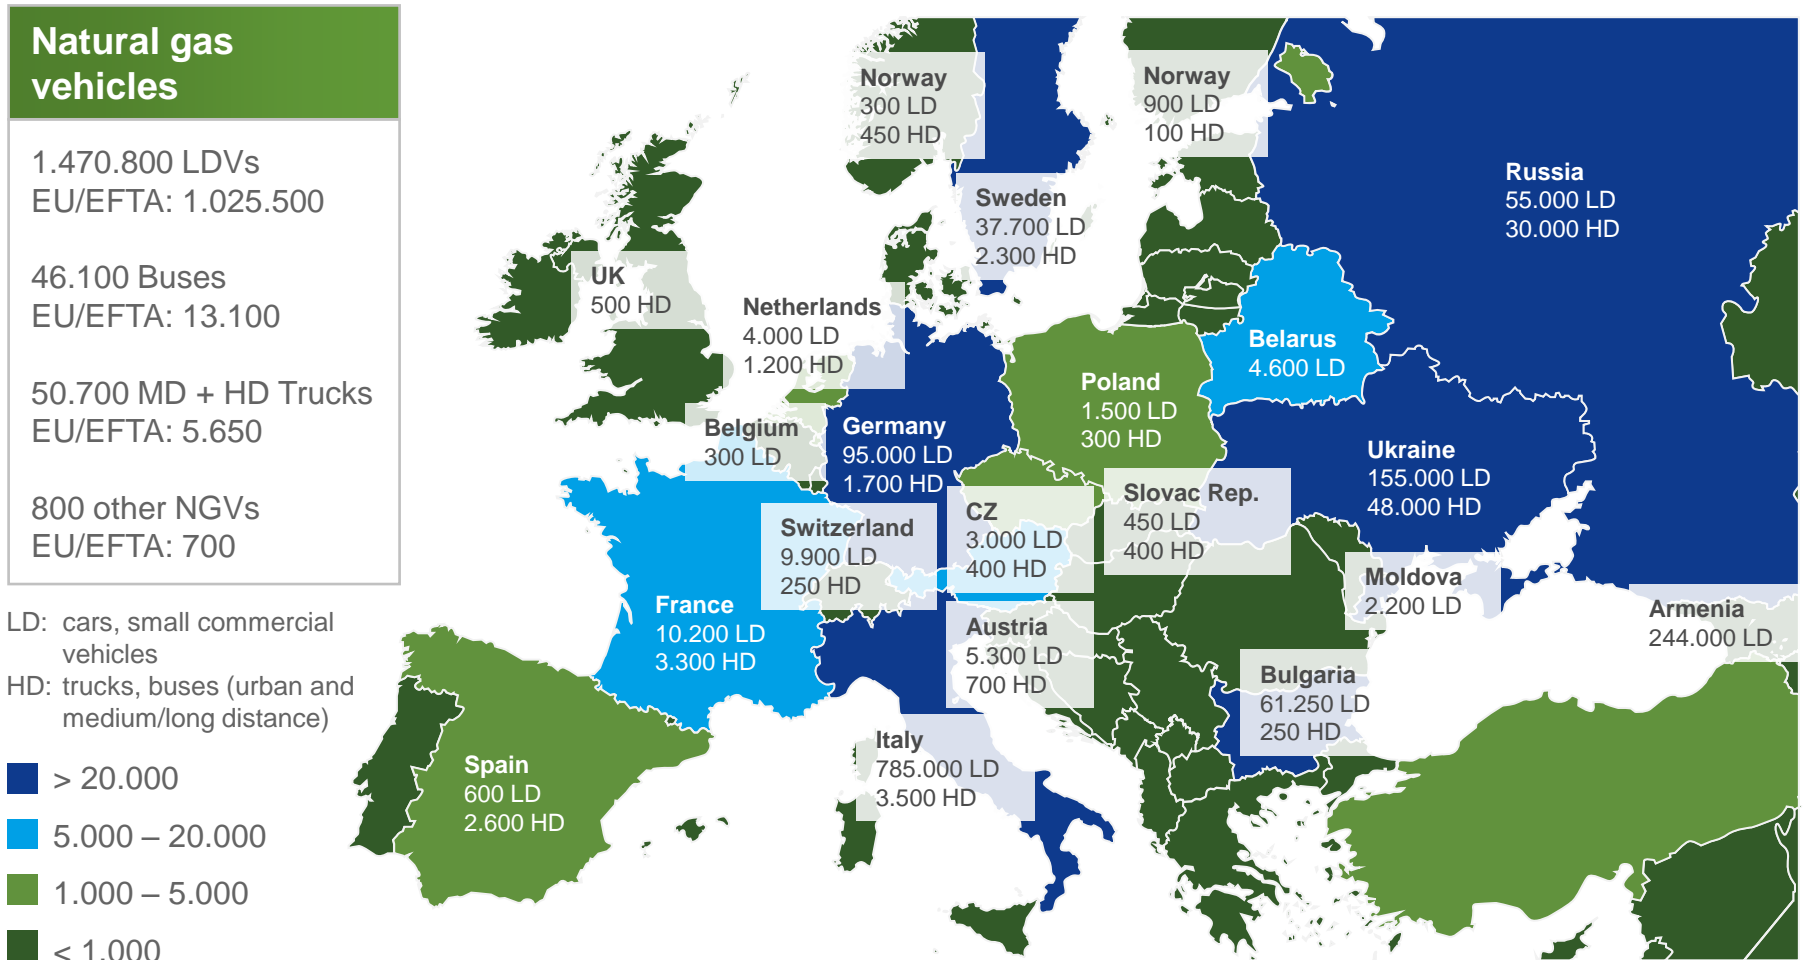 Natural gas
vehicles
1.470.800 LDVs
EU/EFTA: 1.025.500
46.100 Buses
EU/EFTA: 13.100
50.700 MD + HD Trucks
EU/EFTA: 5.650
800 other NGVs
EU/EFTA: 700
LD: cars, small commercial
vehicles
HD: trucks, buses (urban and
medium/long distance)
> 20.000
5.000 – 20.000
1.000 – 5.000
< 1.000
Norway
300 LD
450 HD
Norway
900 LD
100 HD
Russia
55.000 LD
30.000 HD
Sweden
37.700 LD
2.300 HD
UK
500 HD
Netherlands
4.000 LD
1.200 HD
Belarus
4.600 LD
Poland
1.500 LD
300 HD
Belgium
300 LD
Germany
95.000 LD
1.700 HD
Ukraine
155.000 LD
48.000 HD
Slovac Rep.
450 LD
400 HD
CZ
3.000 LD
400 HD
Switzerland
9.900 LD
250 HD
Moldova
2.200 LD
France
10.200 LD
3.300 HD
Armenia
244.000 LD
Austria
5.300 LD
700 HD
Bulgaria
61.250 LD
250 HD
Italy
785.000 LD
3.500 HD
Spain
600 LD
2.600 HD